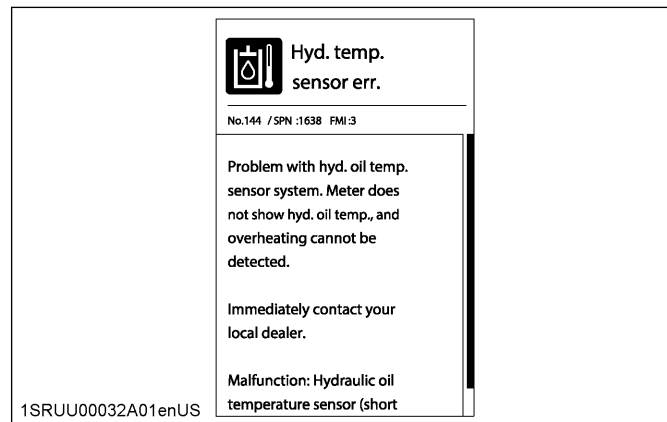 Hyd. temp.
sensor err.
No.144 / SPN :1638 FMI :3
Problem with hyd. oil temp.
sensor system. Meter does
not show hyd. oil temp., and
overheating cannot be
detected.
Immediately contact your
local dealer.
Malfunction: Hydraulic oil
temperature sensor (short
1SRUU00032A01enUS